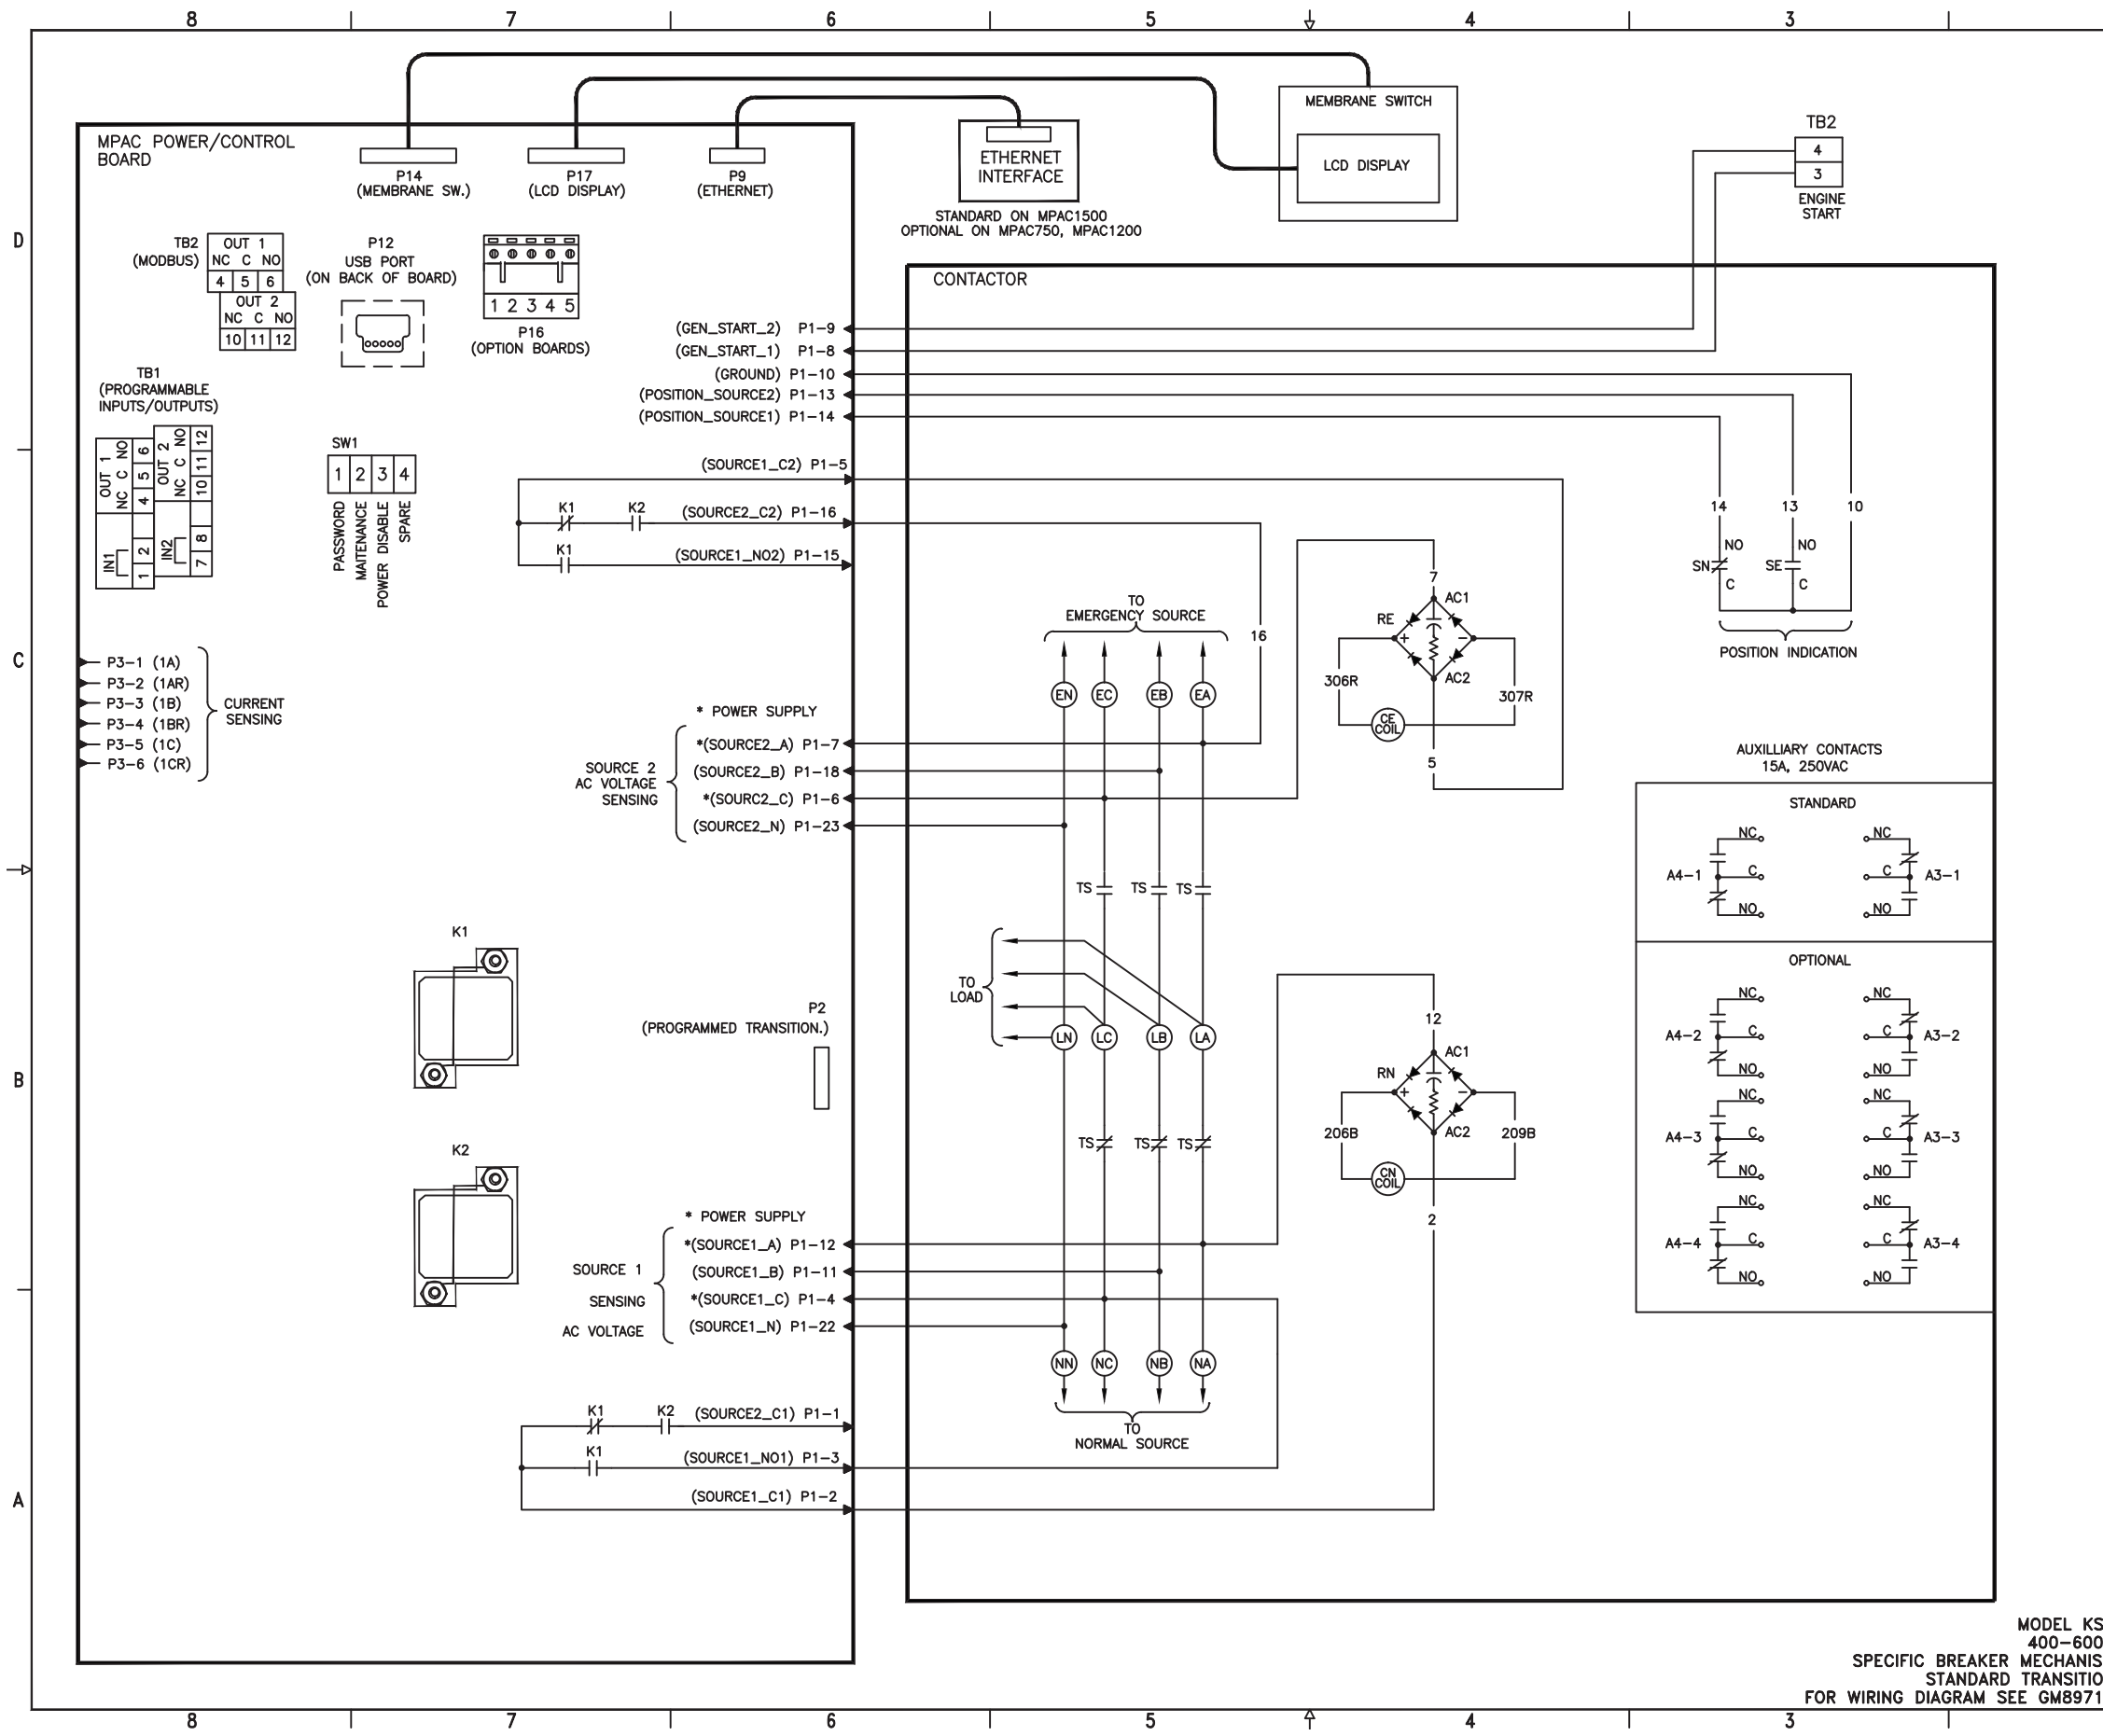 8 7 6 5 4 3
MPAC POWER/CONTROL
BOARD
P14
(MEMBRANE SW.)
P17
(LCD DISPLAY)
P9
(ETHERNET)
ETHERNET
INTERFACE
STANDARD ON MPAC1500
OPTIONAL ON MPAC750, MPAC1200
MEMBRANE SWITCH
LCD DISPLAY
TB2
4
3
ENGINE
START
D
TB2
(MODBUS)
OUT 1
NC C NO
4 5 6
OUT 2
NC C NO
10 11 12
P12
USB PORT
(ON BACK OF BOARD)
1 2 3 4 5
P16
(OPTION BOARDS)
CONTACTOR
(GEN_START_2) P1-9
(GEN_START_1) P1-8
(GROUND) P1-10
(POSITION_SOURCE2) P1-13
(POSITION_SOURCE1) P1-14
TB1
(PROGRAMMABLE
INPUTS/OUTPUTS)
OUT 1
NC C NO
4 5 6
IN1
1 2
OUT 2
NC C NO
10 11 12
IN2
7 8
SW1
1 2 3 4
PASSWORD
MAITENANCE
POWER DISABLE
SPARE
(SOURCE1_C2) P1-5
K1 K2 (SOURCE2_C2) P1-16
K1 (SOURCE1_NO2) P1-15
14 13 10
NO NO
SN SE
C C
POSITION INDICATION
C
P3-1 (1A)
P3-2 (1AR)
P3-3 (1B)
P3-4 (1BR)
P3-5 (1C)
P3-6 (1CR)
CURRENT
SENSING
TO
EMERGENCY SOURCE
16
EN EC EB EA
7
AC1
RE
+ −
AC2
306R 307R
CE
COIL
5
* POWER SUPPLY
*(SOURCE2_A) P1-7
(SOURCE2_B) P1-18
*(SOURC2_C) P1-6
(SOURCE2_N) P1-23
SOURCE 2
AC VOLTAGE
SENSING
AUXILLIARY CONTACTS
15A, 250VAC
STANDARD
NC NC
A4-1 C C A3-1
NO NO
TS TS TS
OPTIONAL
NC NC
A4-2 C C A3-2
NO NO
NC NC
A4-3 C C A3-3
NO NO
NC NC
A4-4 C C A3-4
NO NO
K1
TO
LOAD
P2
(PROGRAMMED TRANSITION.)
LN LC LB LA
B
12
AC1
RN
+ −
AC2
206B 209B
CN
COIL
2
TS TS TS
K2
* POWER SUPPLY
*(SOURCE1_A) P1-12
(SOURCE1_B) P1-11
*(SOURCE1_C) P1-4
(SOURCE1_N) P1-22
SOURCE 1
SENSING
AC VOLTAGE
NN NC NB NA
TO
NORMAL SOURCE
K1 K2 (SOURCE2_C1) P1-1
K1 (SOURCE1_NO1) P1-3
(SOURCE1_C1) P1-2
A
MODEL KS
400-600
SPECIFIC BREAKER MECHANIS
STANDARD TRANSITIO
FOR WIRING DIAGRAM SEE GM8971
8 7 6 5 4 3